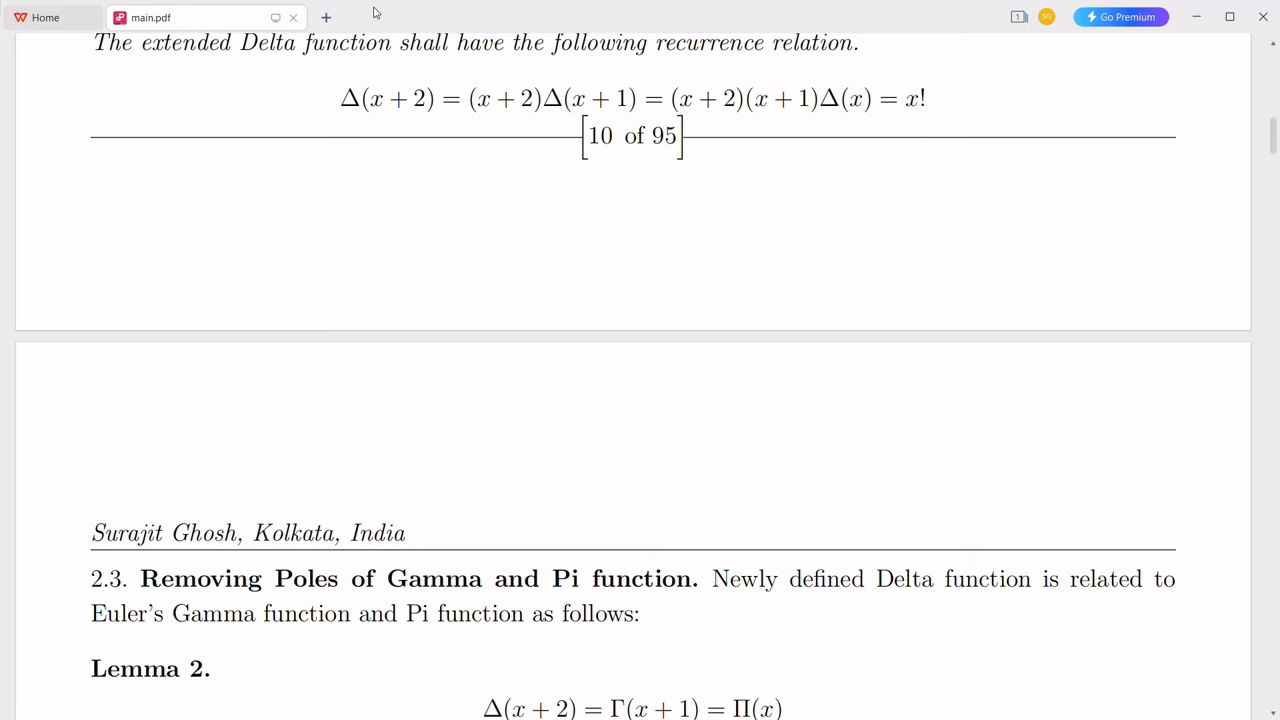 Home
main.pdf
1
SG
Go Premium
The extended Delta function shall have the following recurrence relation.
Δ(x + 2) = (x + 2)Δ(x + 1) = (x + 2)(x + 1)Δ(x) = x!
[10 of 95]
Surajit Ghosh, Kolkata, India
2.3. Removing Poles of Gamma and Pi function. Newly defined Delta function is related to
Euler's Gamma function and Pi function as follows:
Lemma 2.
Δ(x + 2) = Γ(x + 1) = Π(x)